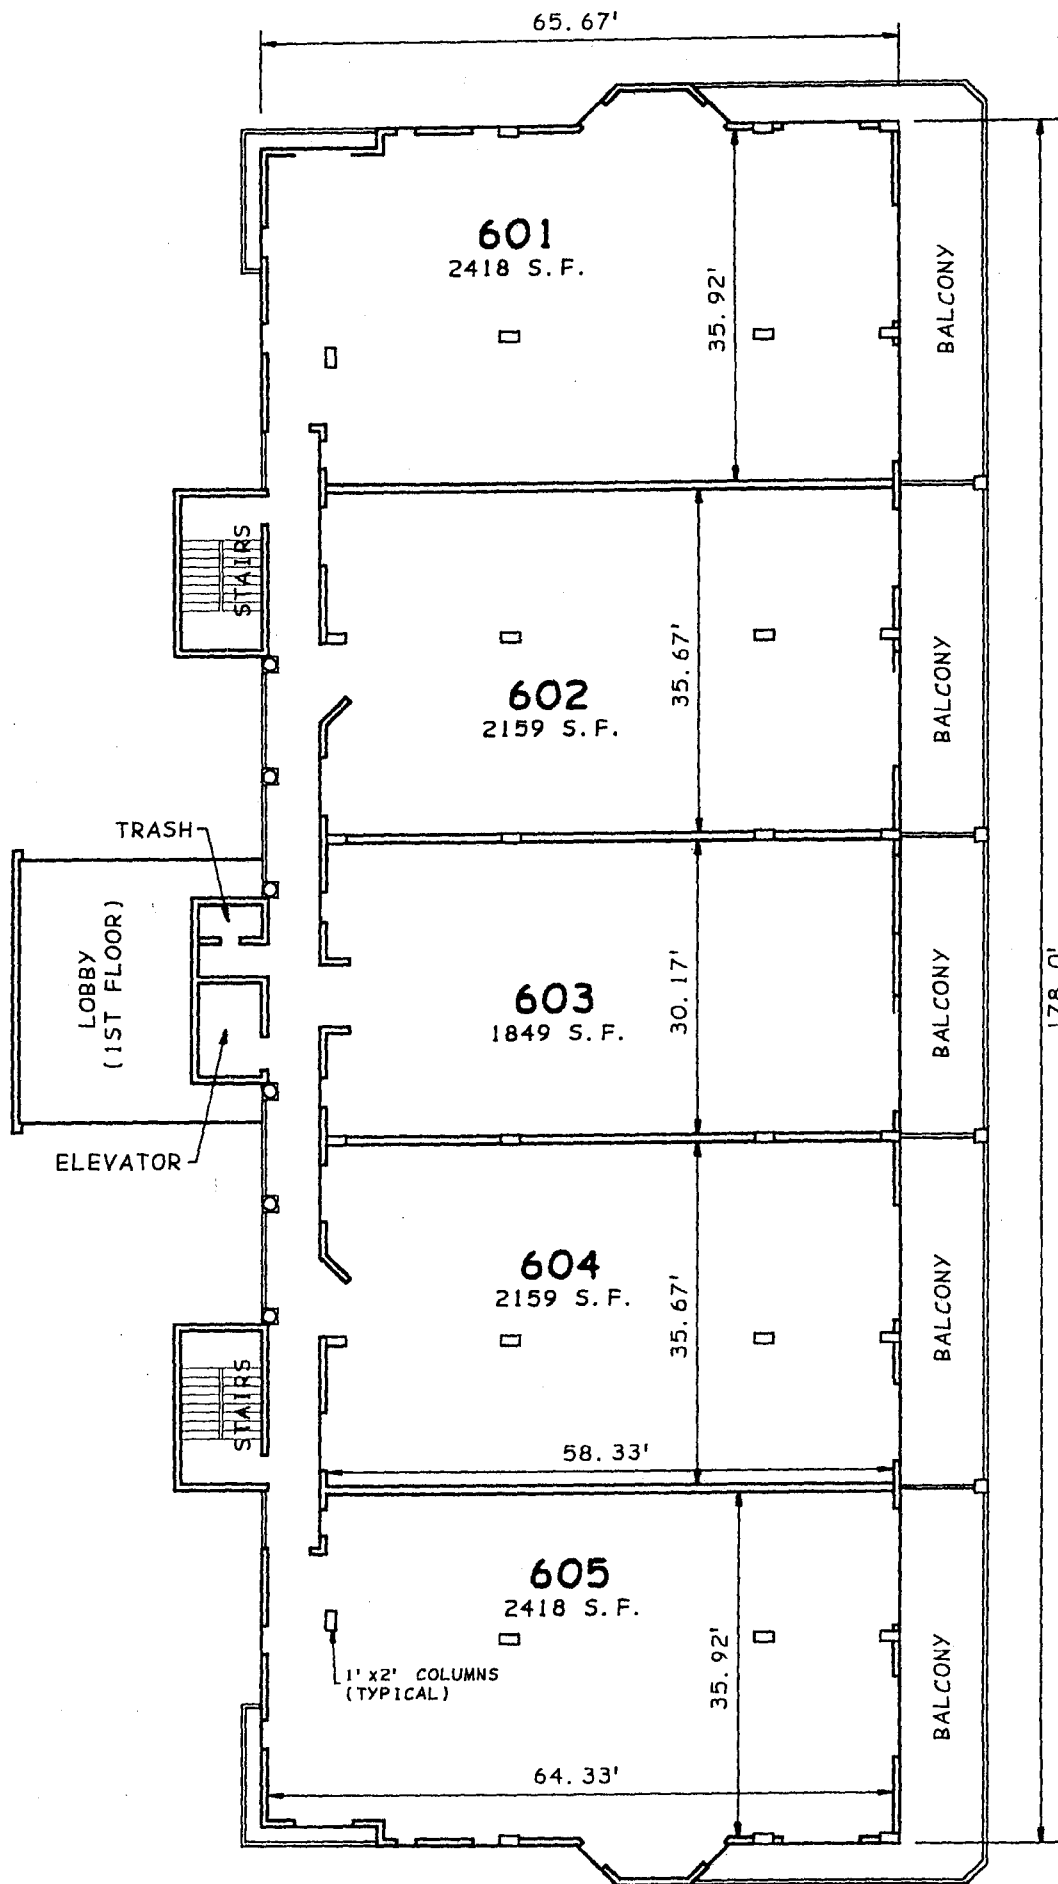 65.67'
601
2418 S.F.
35.92'
BALCONY
STAIRS
602
2159 S.F.
35.67'
BALCONY
TRASH
LOBBY
(1ST FLOOR)
603
1849 S.F.
30.17'
BALCONY
178.0'
ELEVATOR
604
2159 S.F.
35.67'
BALCONY
STAIRS
58.33'
605
2418 S.F.
1'x2' COLUMNS
(TYPICAL)
35.92'
BALCONY
64.33'